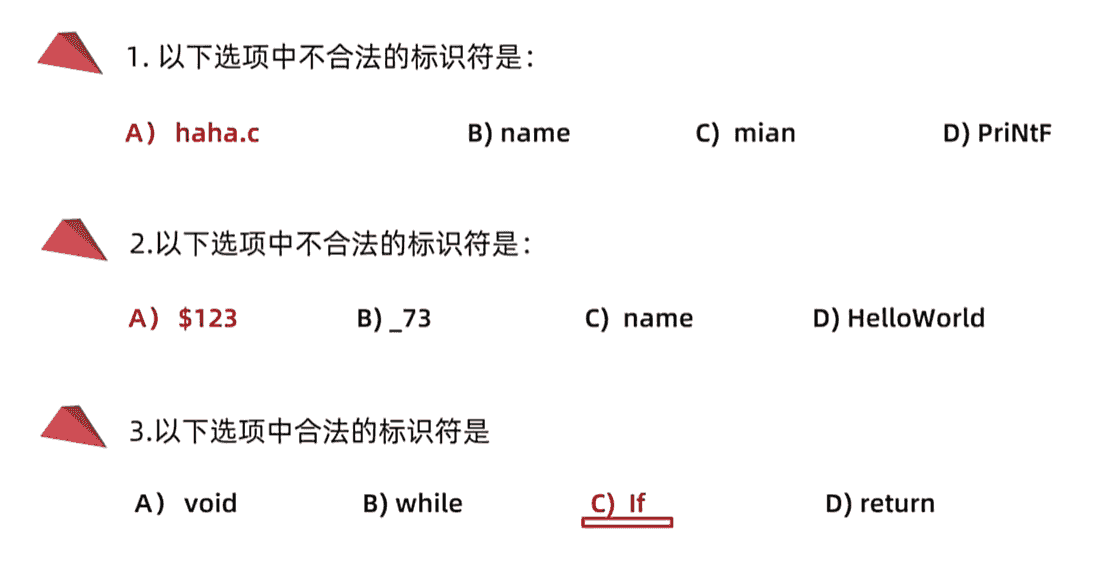 1. 以下选项中不合法的标识符是：
A） haha.c B) name C) mian D) PriNtF
2.以下选项中不合法的标识符是：
A） $123 B) _73 C) name D) HelloWorld
3.以下选项中合法的标识符是
A） void B) while C) If D) return